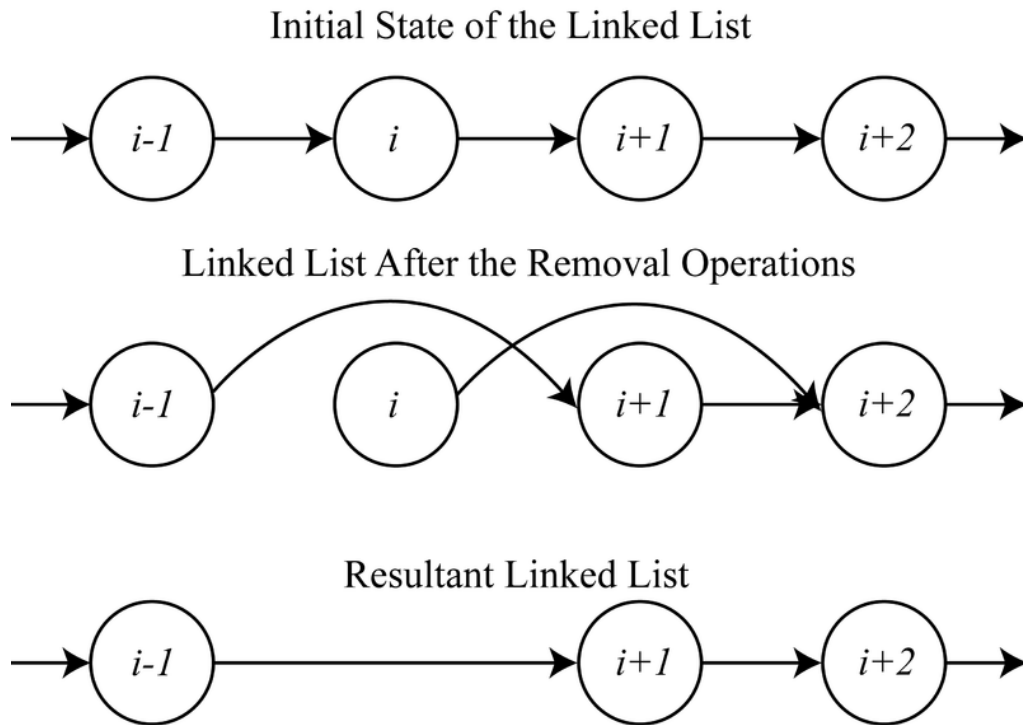 Initial State of the Linked List
i-1 i i+1 i+2
Linked List After the Removal Operations
i-1 i i+1 i+2
Resultant Linked List
i-1 i+1 i+2